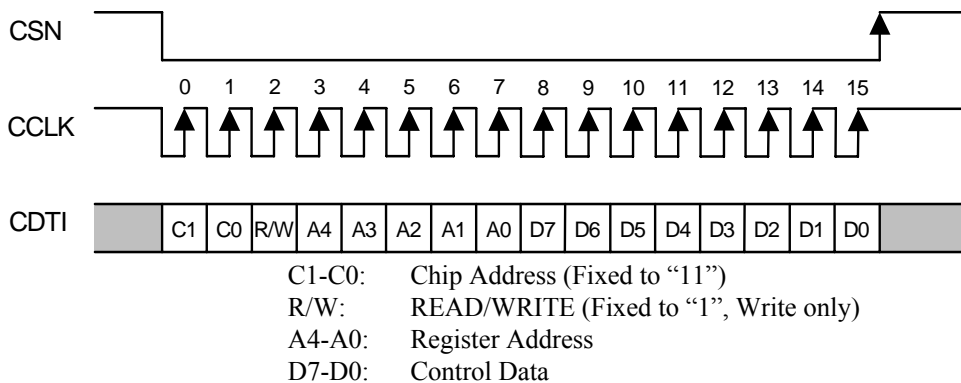 CSN
0 1 2 3 4 5 6 7 8 9 10 11 12 13 14 15
CCLK
CDTI C1 C0 R/W A4 A3 A2 A1 A0 D7 D6 D5 D4 D3 D2 D1 D0
C1-C0: Chip Address (Fixed to “11”)
R/W: READ/WRITE (Fixed to “1”, Write only)
A4-A0: Register Address
D7-D0: Control Data